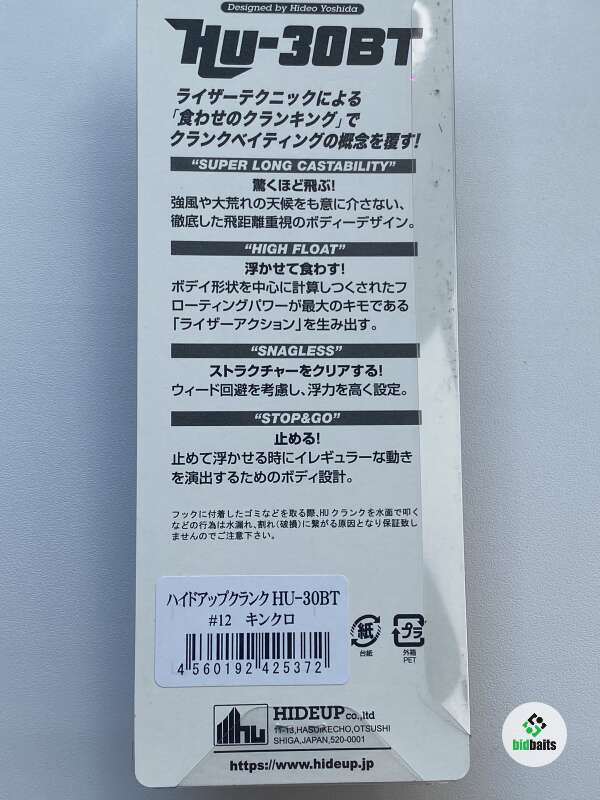 Designed by Hideo Yoshida
HU-30BT
ライザーテクニックによる
「食わせのクランキング」で
クランクベイティングの概念を覆す!
"SUPER LONG CASTABILITY"
驚くほど飛ぶ!
強風や大荒れの天候をも意に介さない、
徹底した飛距離重視のボディーデザイン。
"HIGH FLOAT"
浮かせて食わす!
ボデイ形状を中心に計算しつくされたフ
ローティングパワーが最大のキモである
「ライザーアクション」を生み出す。
"SNAGLESS"
ストラクチャーをクリアする!
ウィード回避を考慮し、浮力を高く設定。
"STOP&GO"
止める!
止めて浮かせる時にイレギュラーな動き
を演出するためのボディ設計。
フックに付着したゴミなどを取る際、HUクランクを水面で叩く
などの行為は水漏れ、割れ(破損)に繋がる原因となり保証致し
ませんのでご注意下さい。
ハイドアップクランク HU-30BT
#12 キンクロ
4 560192 425372
紙
台紙
プラ
外箱
PET
HIDEUP co.,ltd
11-13,HASUIKECHO,OTSUSHI
SHIGA,JAPAN,520-0001
https://www.hideup.jp
bidbaits